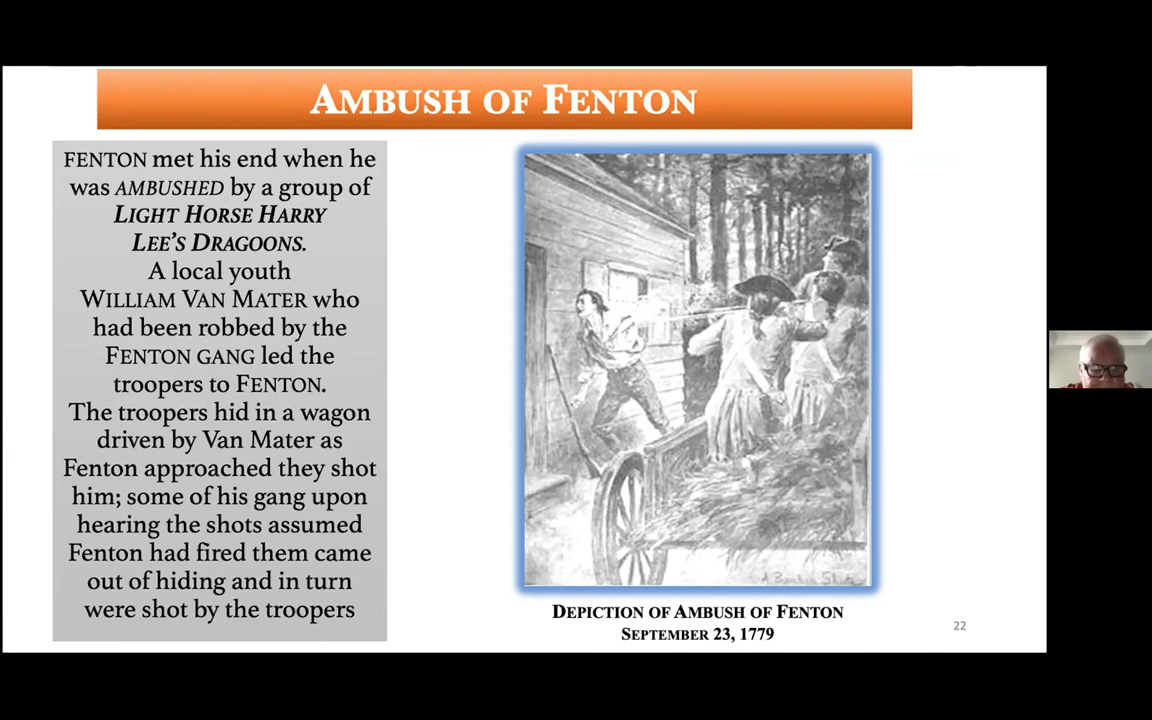 AMBUSH OF FENTON
FENTON met his end when he
was AMBUSHED by a group of
LIGHT HORSE HARRY
LEE'S DRAGOONS.
A local youth
WILLIAM VAN MATER who
had been robbed by the
FENTON GANG led the
troopers to FENTON.
The troopers hid in a wagon
driven by Van Mater as
Fenton approached they shot
him; some of his gang upon
hearing the shots assumed
Fenton had fired them came
out of hiding and in turn
were shot by the troopers
DEPICTION OF AMBUSH OF FENTON
SEPTEMBER 23, 1779
22